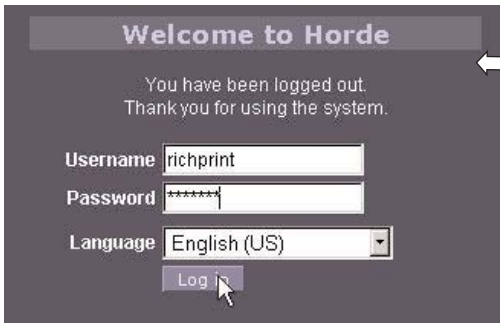 Welcome to Horde
You have been logged out.
Thank you for using the system.
Username richprint
Password *******
Language English (US)
Log in